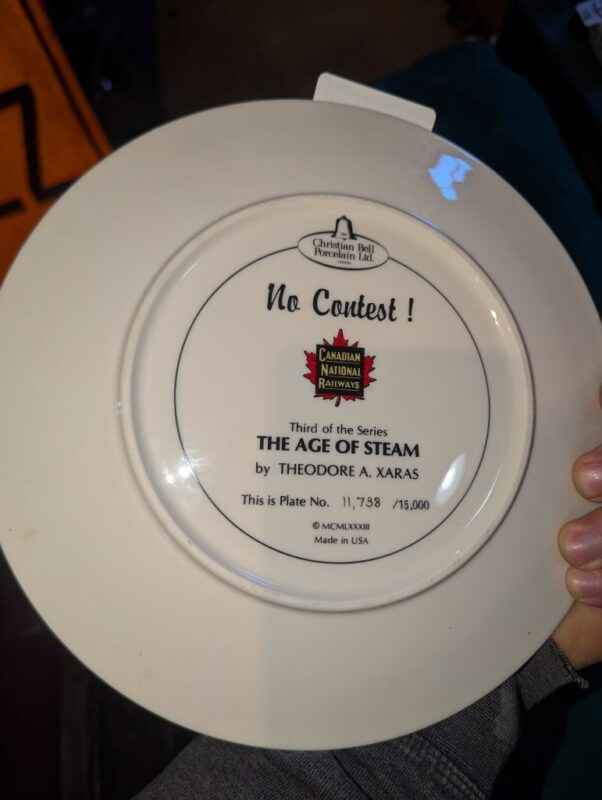 Christian Bell
Porcelain Ltd.
No Contest !
CANADIAN
NATIONAL
RAILWAYS
Third of the Series
THE AGE OF STEAM
by THEODORE A. XARAS
This is Plate No. 11,738 /15,000
© MCMLXXXIII
Made in USA